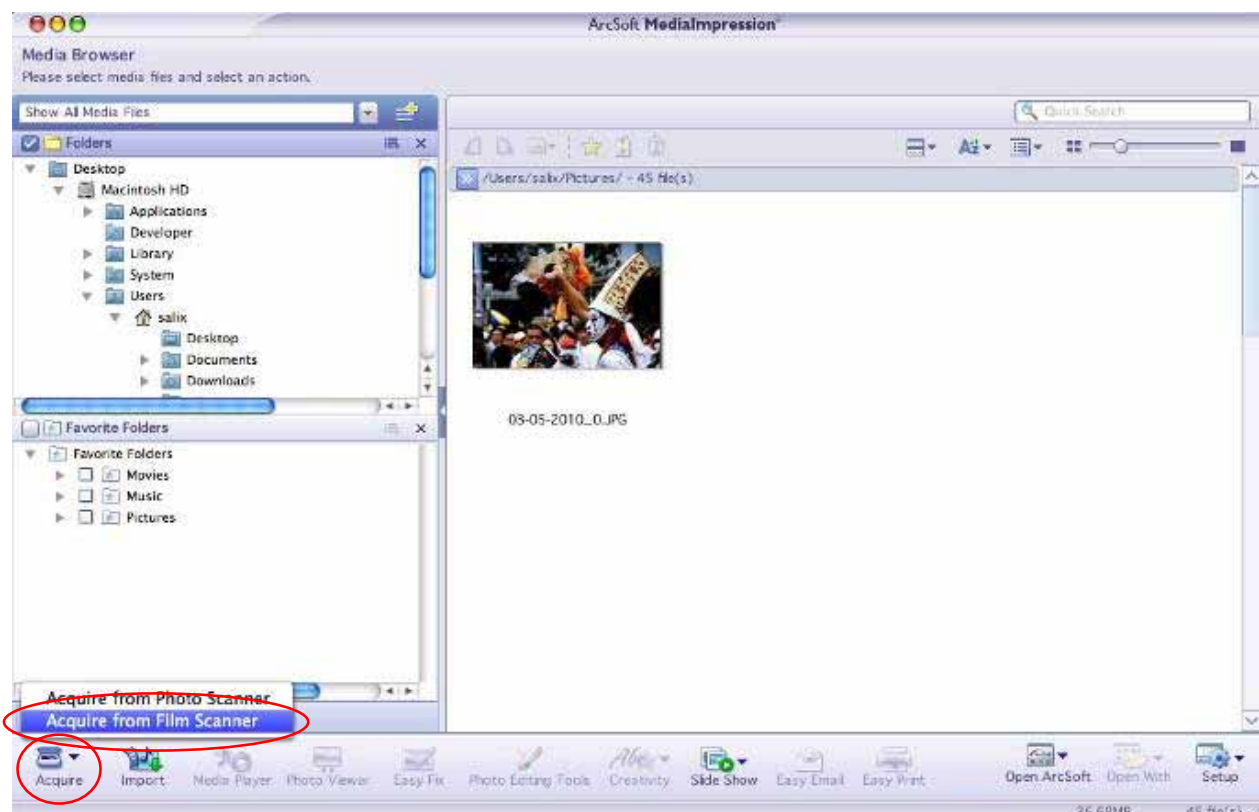 ArcSoft MediaImpression
Media Browser
Please select media files and select an action.
Show All Media Files
Quick Search
Folders
Desktop
Macintosh HD
Applications
Developer
Library
System
Users
salix
Desktop
Documents
Downloads
/Users/salix/Pictures/ - 45 file(s)
03-05-2010_0.JPG
Favorite Folders
Favorite Folders
Movies
Music
Pictures
Acquire from Photo Scanner
Acquire from Film Scanner
Acquire Import Media Player Photo Viewer Easy Fix Photo Editing Tools Creativity Slide Show Easy Email Easy Print Open ArcSoft Open With Setup
45 file(s)